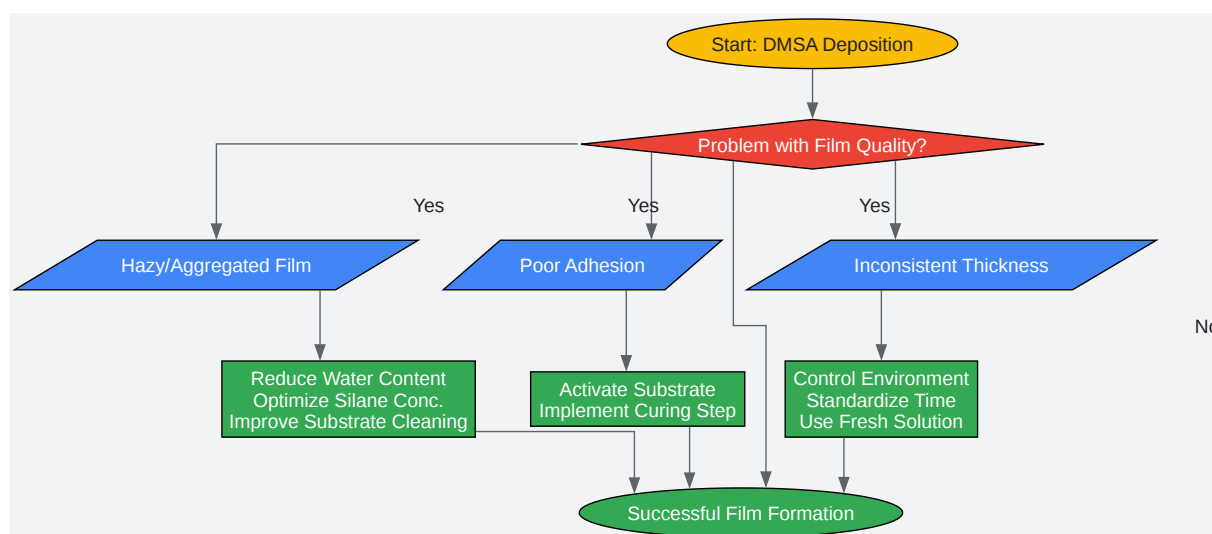 Start: DMSA Deposition
Problem with Film Quality?
Yes
Yes
Yes
Hazy/Aggregated Film
Poor Adhesion
Inconsistent Thickness
No
Reduce Water Content
Optimize Silane Conc.
Improve Substrate Cleaning
Activate Substrate
Implement Curing Step
Control Environment
Standardize Time
Use Fresh Solution
Successful Film Formation